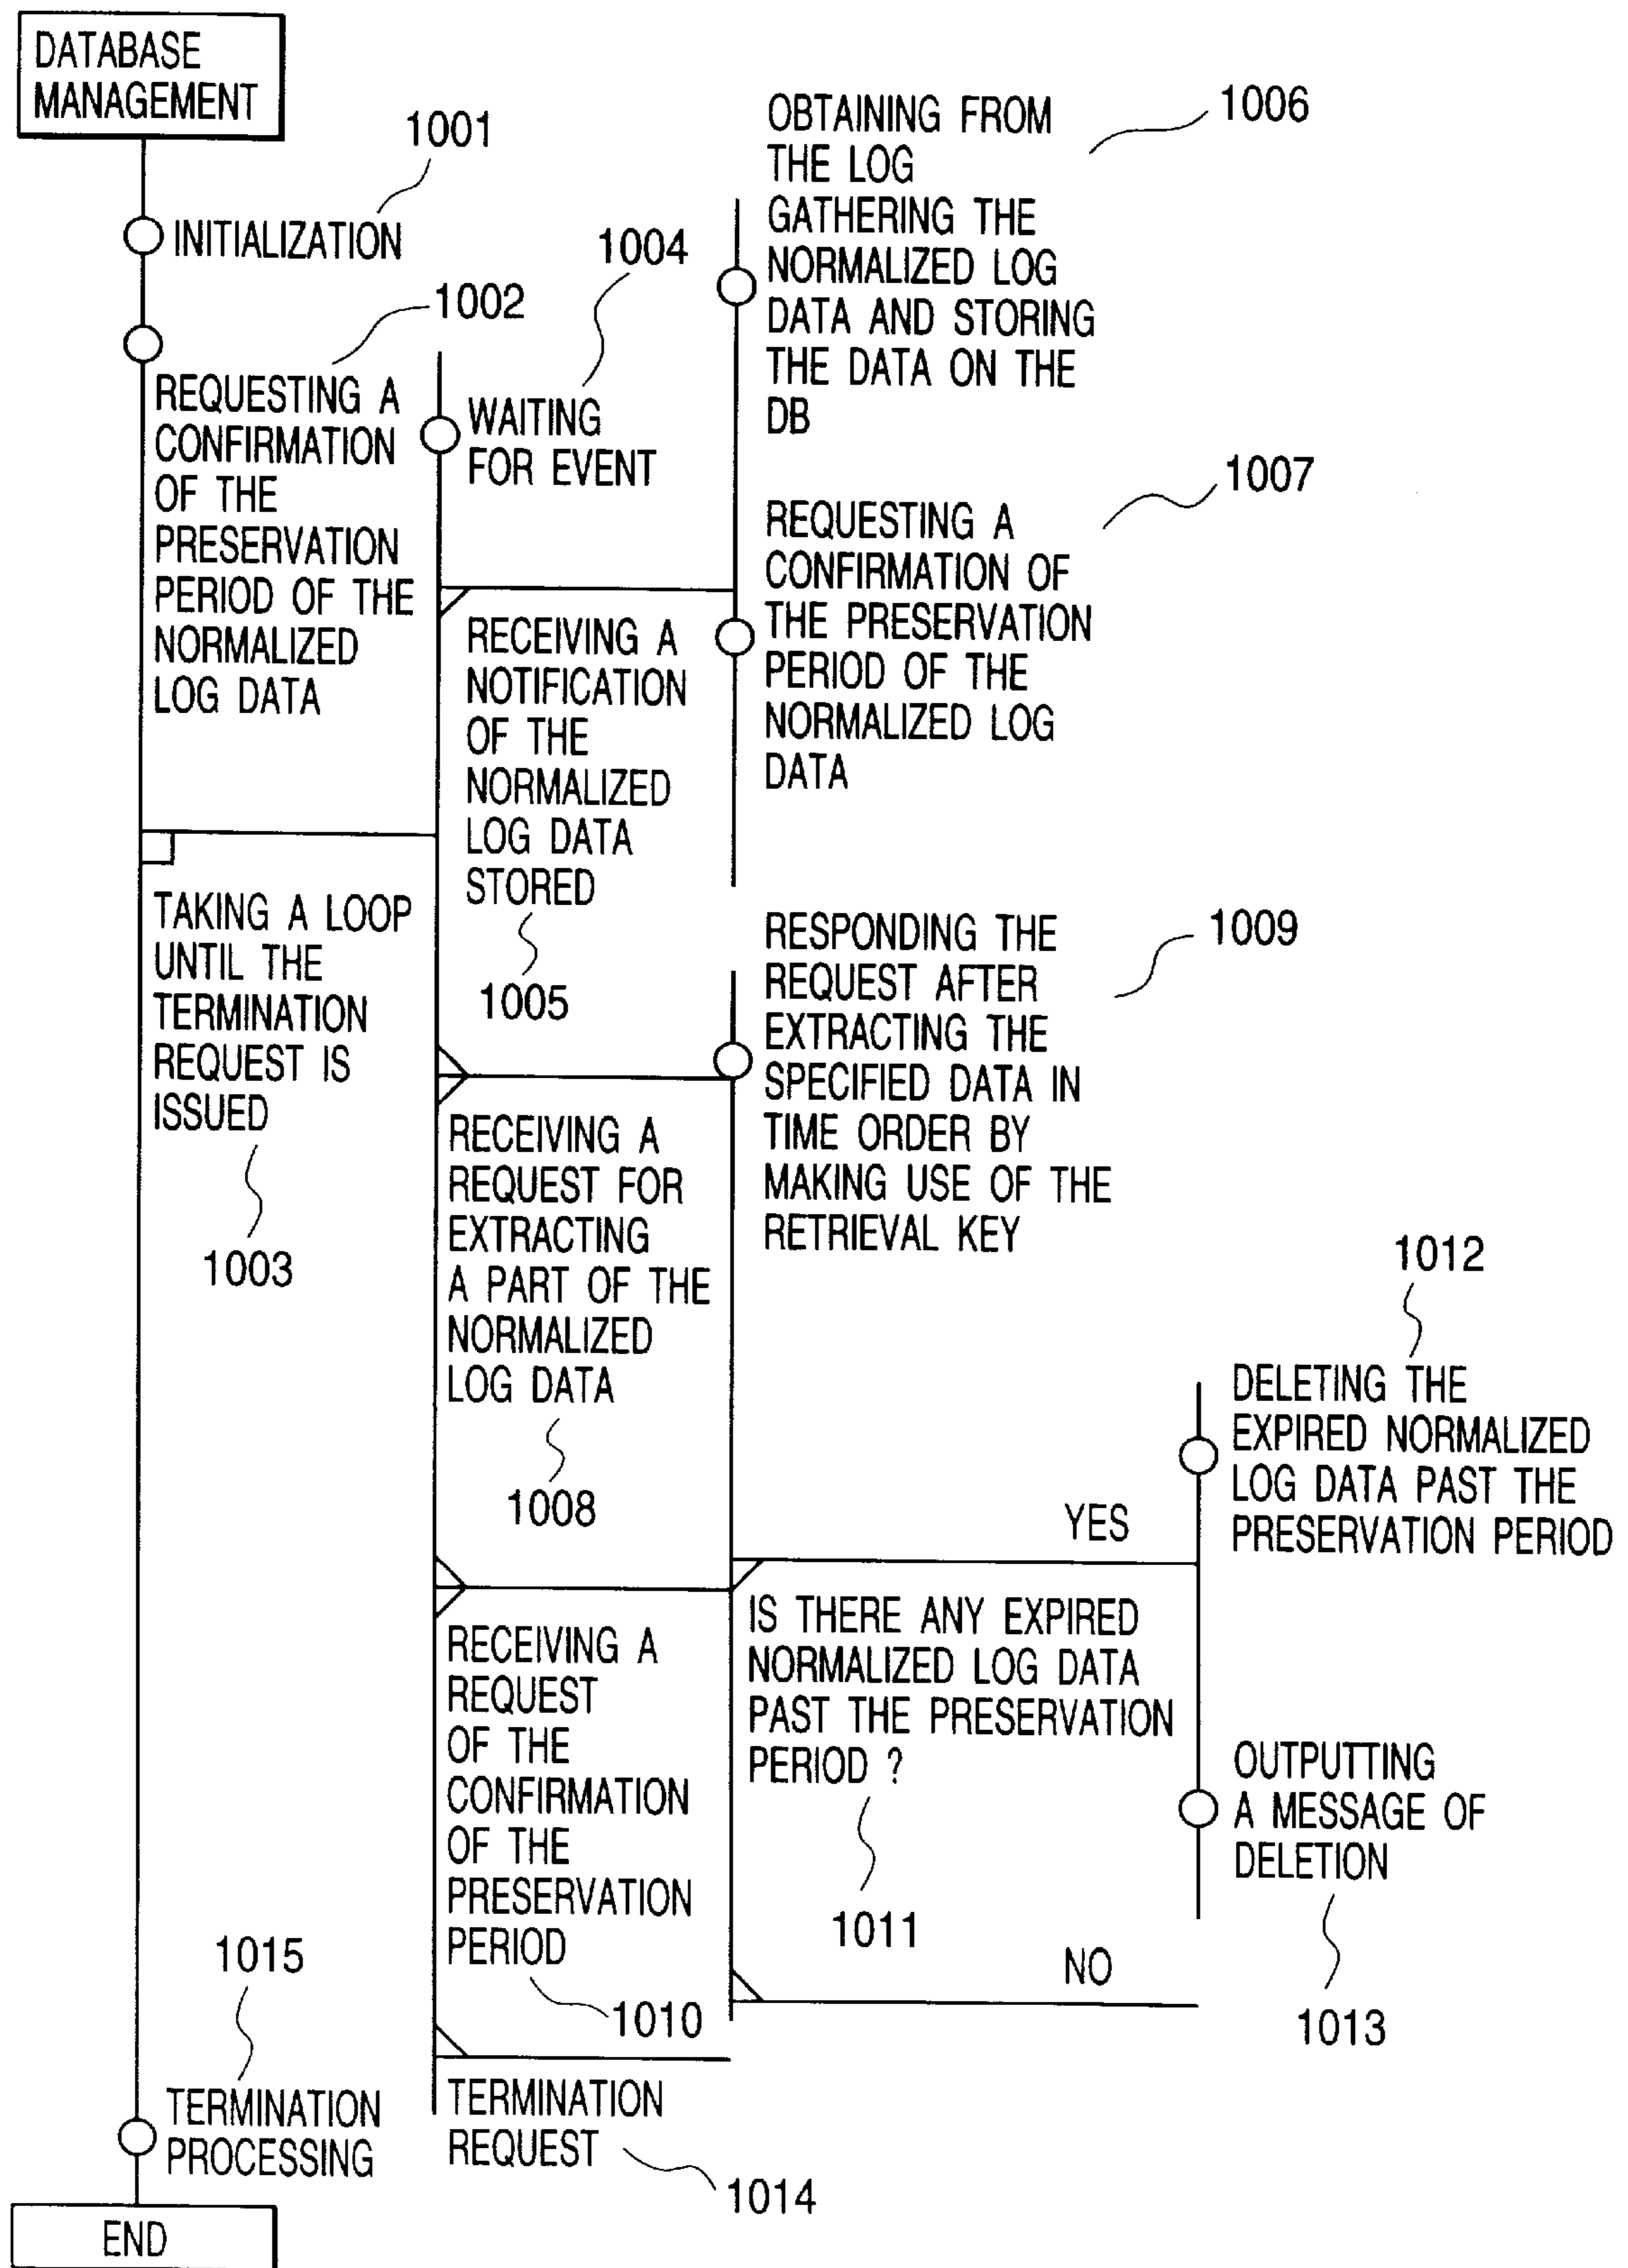 DATABASE
MANAGEMENT
1001
INITIALIZATION
1002
REQUESTING A
CONFIRMATION
OF THE
PRESERVATION
PERIOD OF THE
NORMALIZED
LOG DATA
TAKING A LOOP
UNTIL THE
TERMINATION
REQUEST IS
ISSUED
1003
1004
WAITING
FOR EVENT
RECEIVING A
NOTIFICATION
OF THE
NORMALIZED
LOG DATA
STORED
1005
OBTAINING FROM
THE LOG
GATHERING THE
NORMALIZED LOG
DATA AND STORING
THE DATA ON THE
DB
1006
REQUESTING A
CONFIRMATION OF
THE PRESERVATION
PERIOD OF THE
NORMALIZED LOG
DATA
1007
RECEIVING A
REQUEST FOR
EXTRACTING
A PART OF THE
NORMALIZED
LOG DATA
1008
RESPONDING THE
REQUEST AFTER
EXTRACTING THE
SPECIFIED DATA IN
TIME ORDER BY
MAKING USE OF THE
RETRIEVAL KEY
1009
RECEIVING A
REQUEST
OF THE
CONFIRMATION
OF THE
PRESERVATION
PERIOD
1010
YES
IS THERE ANY EXPIRED
NORMALIZED LOG DATA
PAST THE PRESERVATION
PERIOD ?
1011
NO
1012
DELETING THE
EXPIRED NORMALIZED
LOG DATA PAST THE
PRESERVATION PERIOD
OUTPUTTING
A MESSAGE OF
DELETION
1013
TERMINATION
REQUEST
1014
1015
TERMINATION
PROCESSING
END